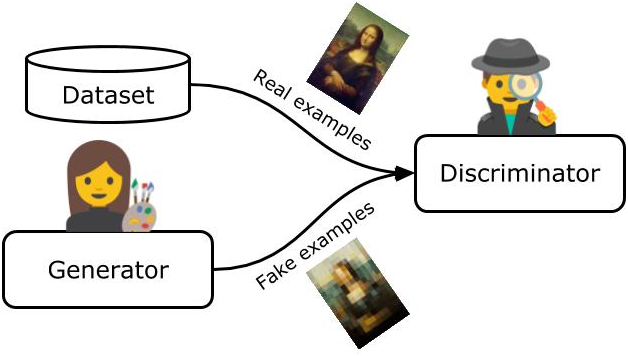 Dataset
Real examples
Discriminator
Generator
Fake examples